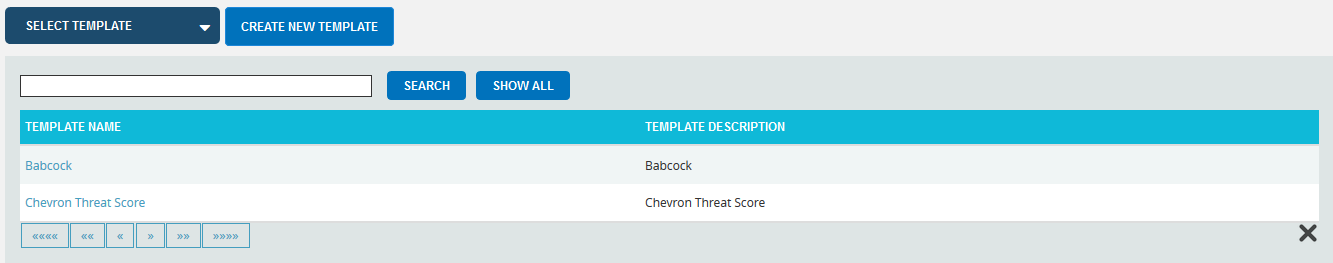 SELECT TEMPLATE
CREATE NEW TEMPLATE
SEARCH
SHOW ALL
TEMPLATE NAME TEMPLATE DESCRIPTION
Babcock Babcock
Chevron Threat Score Chevron Threat Score
«««« «« « » »» »»»»